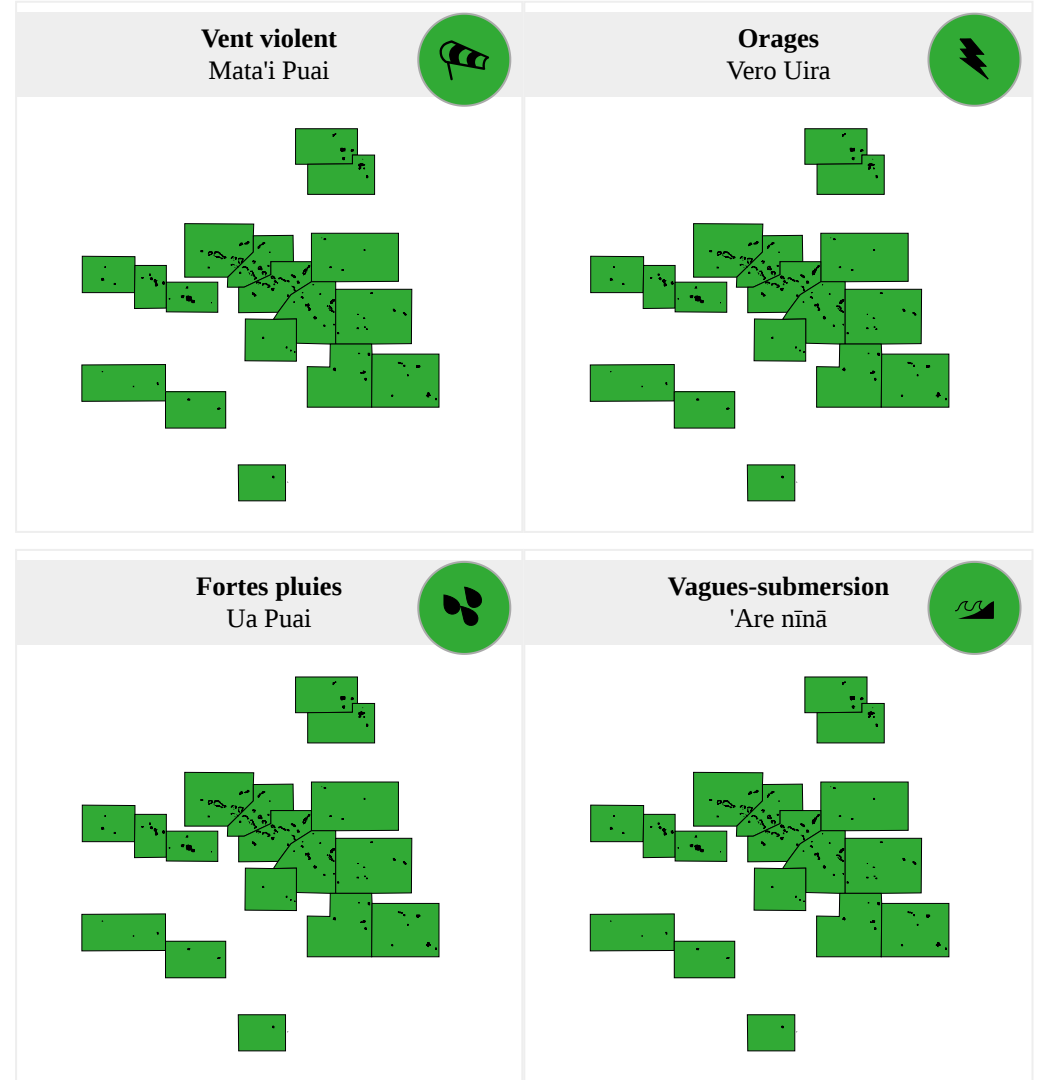 Vent violent
Mata'i Puai
Orages
Vero Uira
Fortes pluies
Ua Puai
Vagues-submersion
'Are nīnā